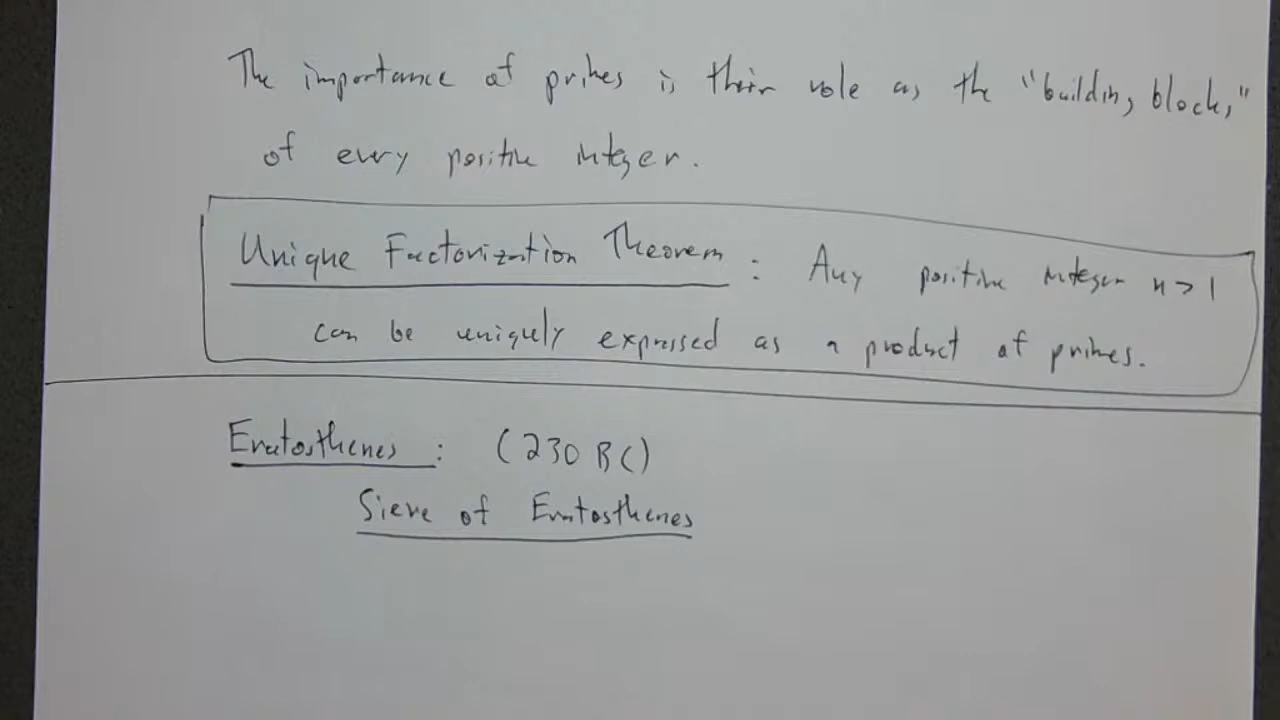 The importance of primes is their role as the "building blocks"
of every positive integer.
Unique Factorization Theorem : Any positive integer n > 1
can be uniquely expressed as a product of primes.
Eratosthenes : (230 BC)
Sieve of Eratosthenes